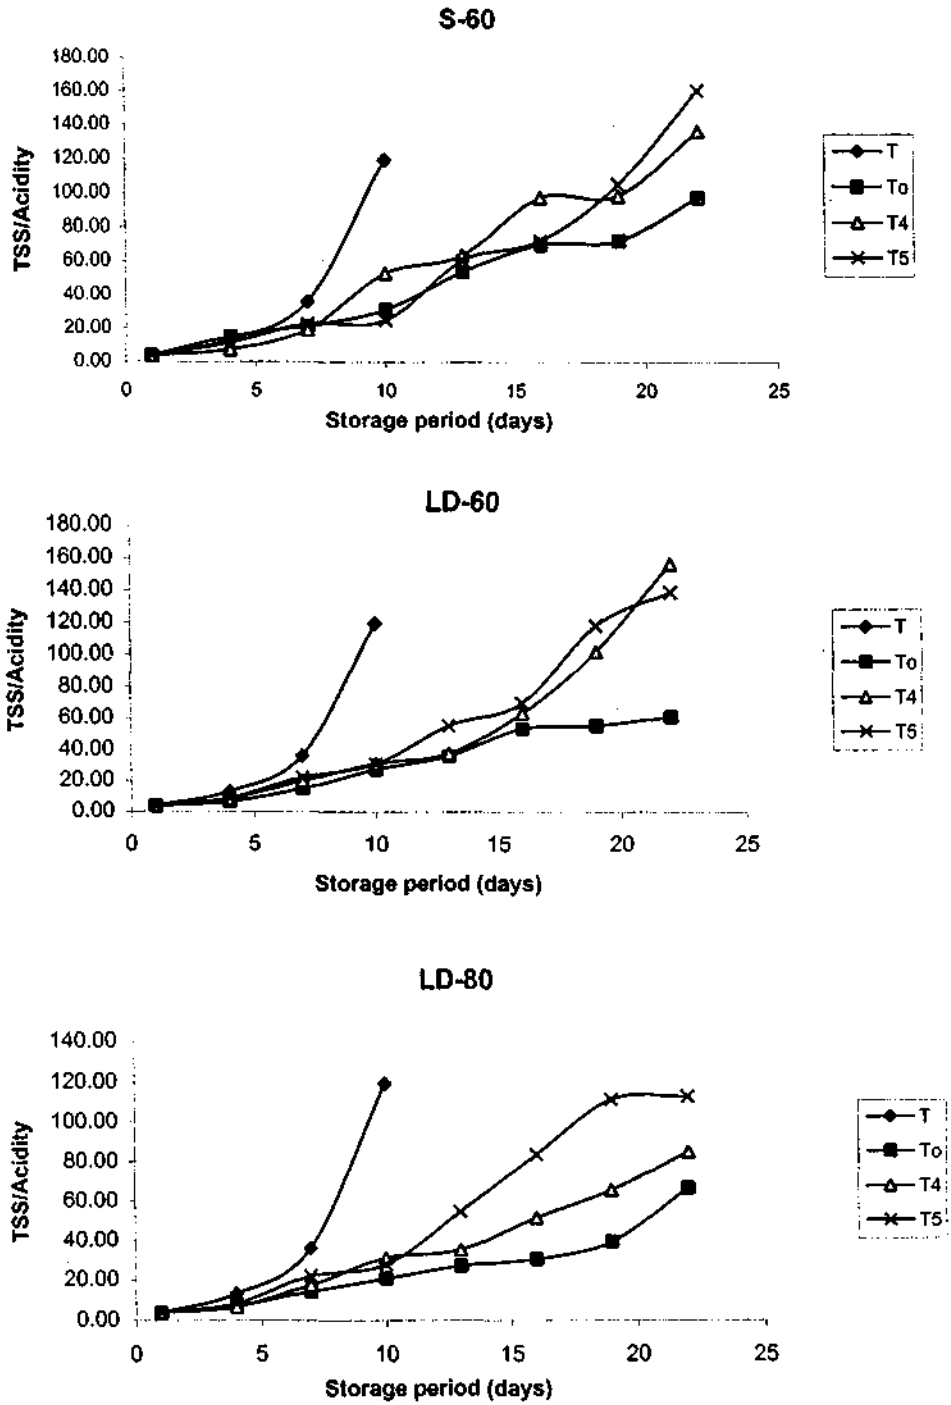 S-60
180.00
160.00
140.00
120.00
100.00
80.00
60.00
40.00
20.00
0.00
TSS/Acidity
0 5 10 15 20 25
Storage period (days)
T
To
T4
T5
LD-60
180.00
160.00
140.00
120.00
100.00
80.00
60.00
40.00
20.00
0.00
TSS/Acidity
0 5 10 15 20 25
Storage period (days)
T
To
T4
T5
LD-80
140.00
120.00
100.00
80.00
60.00
40.00
20.00
0.00
TSS/Acidity
0 5 10 15 20 25
Storage period (days)
T
To
T4
T5